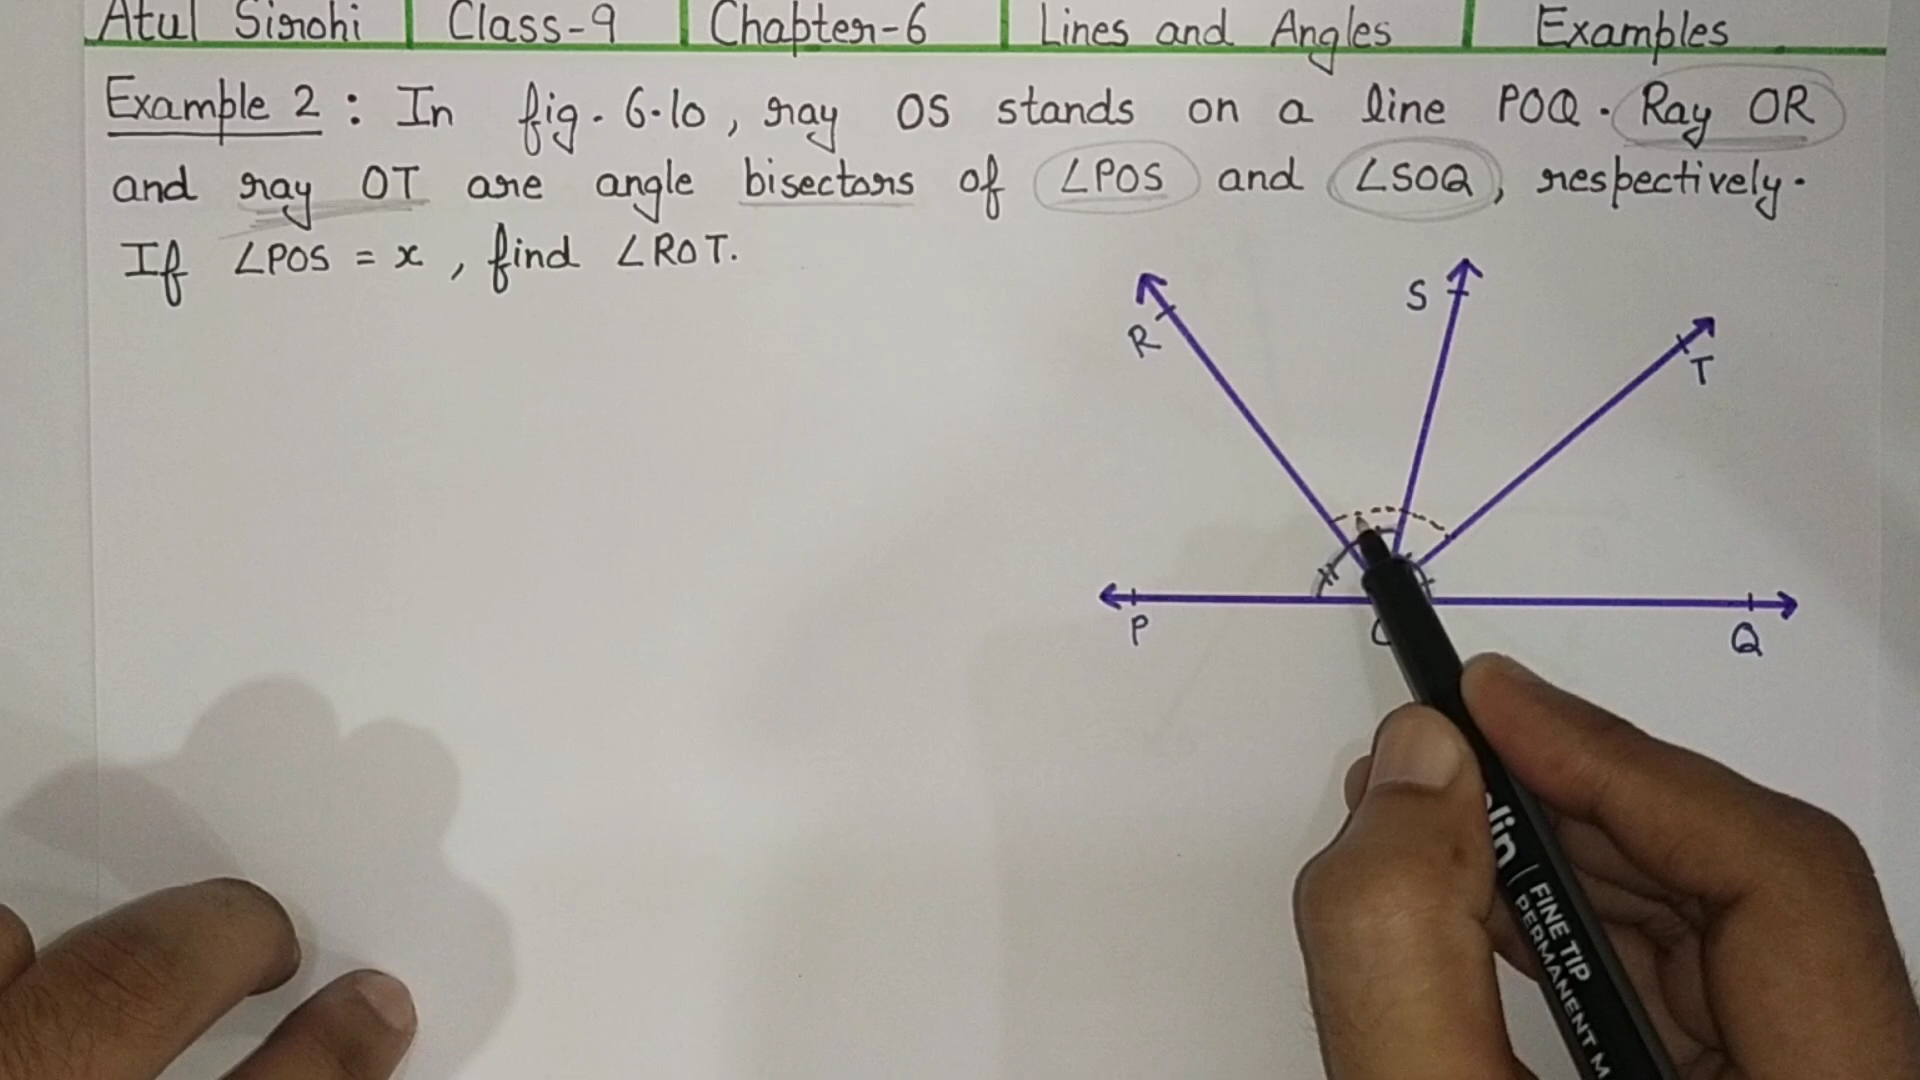 Atul Sirohi Class-9 Chapter-6 Lines and Angles Examples
Example 2 : In fig. 6.10, ray OS stands on a line POQ. Ray OR
and ray OT are angle bisectors of ∠POS and ∠SOQ, respectively.
If ∠POS = x, find ∠ROT.
S
R
T
P
Q
FINE TIP
PERMANENT M